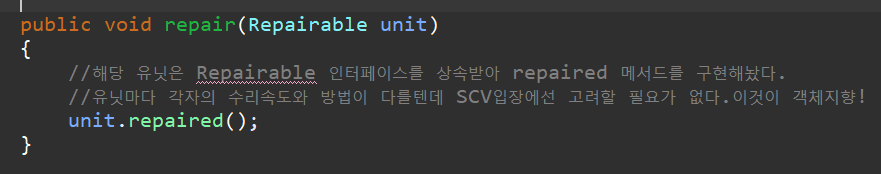 public void repair(Repairable unit)
{
//해당 유닛은 Repairable 인터페이스를 상속받아 repaired 메서드를 구현해놨다.
//유닛마다 각자의 수리속도와 방법이 다를텐데 SCV입장에선 고려할 필요가 없다.이것이 객체지향!
unit.repaired();
}